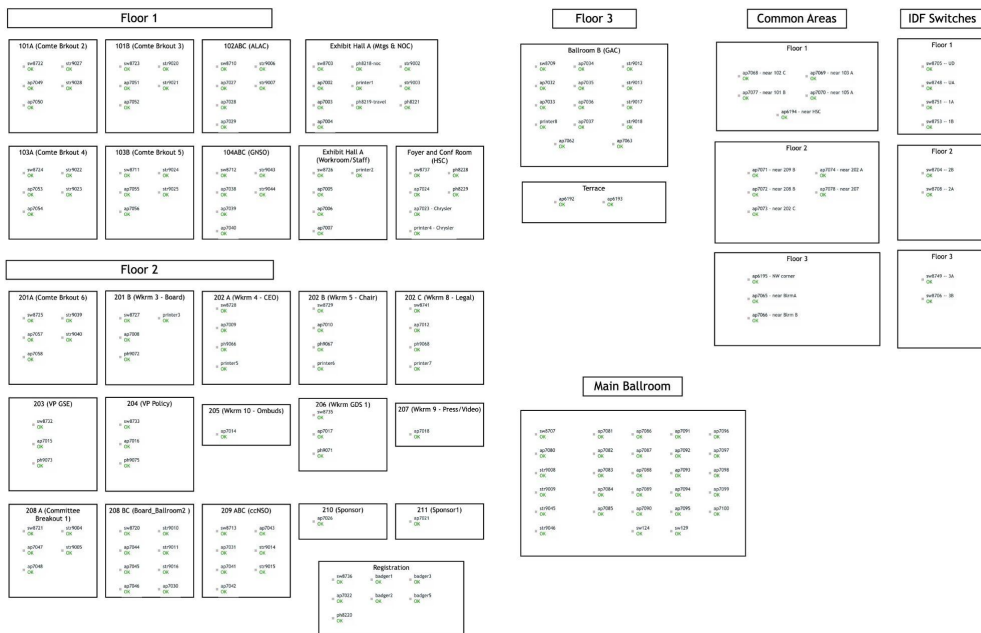 Floor 1
101A (Comte Brkout 2)
sw8722
OK
str9027
OK
ap7049
OK
str9028
OK
ap7050
OK
101B (Comte Brkout 3)
sw8723
OK
str9020
OK
ap7051
OK
str9021
OK
ap7052
OK
102ABC (ALAC)
sw8710
OK
str9006
OK
ap7027
OK
str9007
OK
ap7028
OK
ap7029
OK
Exhibit Hall A (Mtgs & NOC)
sw8703
OK
ph8218-noc
OK
str9002
OK
ap7002
OK
printer1
OK
str9003
OK
ap7003
OK
ph8219-travel
OK
ph8221
OK
ap7004
OK
103A (Comte Brkout 4)
sw8724
OK
str9022
OK
ap7053
OK
str9023
OK
ap7054
OK
103B (Comte Brkout 5)
sw8711
OK
str9024
OK
ap7055
OK
str9025
OK
ap7056
OK
104ABC (GNSO)
sw8712
OK
str9043
OK
ap7038
OK
str9044
OK
ap7039
OK
ap7040
OK
Exhibit Hall A
(Workroom/Staff)
sw8726
OK
printer2
OK
ap7005
OK
ap7006
OK
ap7007
OK
Foyer and Conf Room
(HSC)
sw8737
OK
ph8228
OK
ap7024
OK
ph8229
OK
ap7023 - Chrysler
OK
printer4 - Chrysler
OK
Floor 2
201A (Comte Brkout 6)
sw8725
OK
str9039
OK
ap7057
OK
str9040
OK
ap7058
OK
201 B (Wkrm 3 - Board)
sw8727
OK
printer3
OK
ap7008
OK
ph9072
OK
202 A (Wkrm 4 - CEO)
sw8728
OK
ap7009
OK
ph9066
OK
printer5
OK
202 B (Wkrm 5 - Chair)
sw8729
OK
ap7010
OK
ph9067
OK
printer6
OK
202 C (Wkrm 8 - Legal)
sw8741
OK
ap7012
OK
ph9068
OK
printer7
OK
203 (VP GSE)
sw8732
OK
ap7015
OK
ph9073
OK
204 (VP Policy)
sw8733
OK
ap7016
OK
ph9075
OK
205 (Wkrm 10 - Ombuds)
ap7014
OK
206 (Wkrm GDS 1)
sw8735
OK
ap7017
OK
ph9071
OK
207 (Wkrm 9 - Press/Video)
ap7018
OK
208 A (Committee
Breakout 1)
sw8721
OK
str9004
OK
ap7047
OK
str9005
OK
ap7048
OK
208 BC (Board_Ballroom2 )
sw8720
OK
str9010
OK
ap7044
OK
str9011
OK
ap7045
OK
str9016
OK
ap7046
OK
ap7030
OK
209 ABC (ccNSO)
sw8713
OK
ap7043
OK
ap7031
OK
str9014
OK
ap7041
OK
str9015
OK
ap7042
OK
210 (Sponsor)
ap7026
OK
211 (Sponsor1)
ap7021
OK
Registration
sw8736
OK
badger1
OK
badger3
OK
ap7022
OK
badger2
OK
badger5
OK
ph8220
OK
Floor 3
Ballroom B (GAC)
sw8709
OK
ap7034
OK
str9012
OK
ap7032
OK
ap7035
OK
str9013
OK
ap7033
OK
ap7036
OK
str9017
OK
printer8
OK
ap7037
OK
str9018
OK
ap7062
OK
ap7063
OK
Terrace
ap6192
OK
ap6193
OK
Common Areas
Floor 1
ap7068 - near 102 C
OK
ap7069 - near 103 A
OK
ap7077 - near 101 B
OK
ap7070 - near 105 A
OK
ap6194 - near HSC
OK
Floor 2
ap7071 - near 209 B
OK
ap7074 - near 202 A
OK
ap7072 - near 208 B
OK
ap7078 - near 207
OK
ap7073 - near 202 C
OK
Floor 3
ap6195 - NW corner
OK
ap7065 - near BlrmA
OK
ap7066 - near Blrm B
OK
IDF Switches
Floor 1
sw8705 -- UD
OK
sw8748 -- UA
OK
sw8751 -- 1A
OK
sw8753 -- 1B
OK
Floor 2
sw8704 -- 2B
OK
sw8708 -- 2A
OK
Floor 3
sw8749 -- 3A
OK
sw8706 -- 3B
OK
Main Ballroom
sw8707
OK
ap7081
OK
ap7086
OK
ap7091
OK
ap7096
OK
ap7080
OK
ap7082
OK
ap7087
OK
ap7092
OK
ap7097
OK
str9008
OK
ap7083
OK
ap7088
OK
ap7093
OK
ap7098
OK
str9009
OK
ap7084
OK
ap7089
OK
ap7094
OK
ap7099
OK
str9045
OK
ap7085
OK
ap7090
OK
ap7095
OK
ap7100
OK
str9046
OK
sw124
OK
sw129
OK